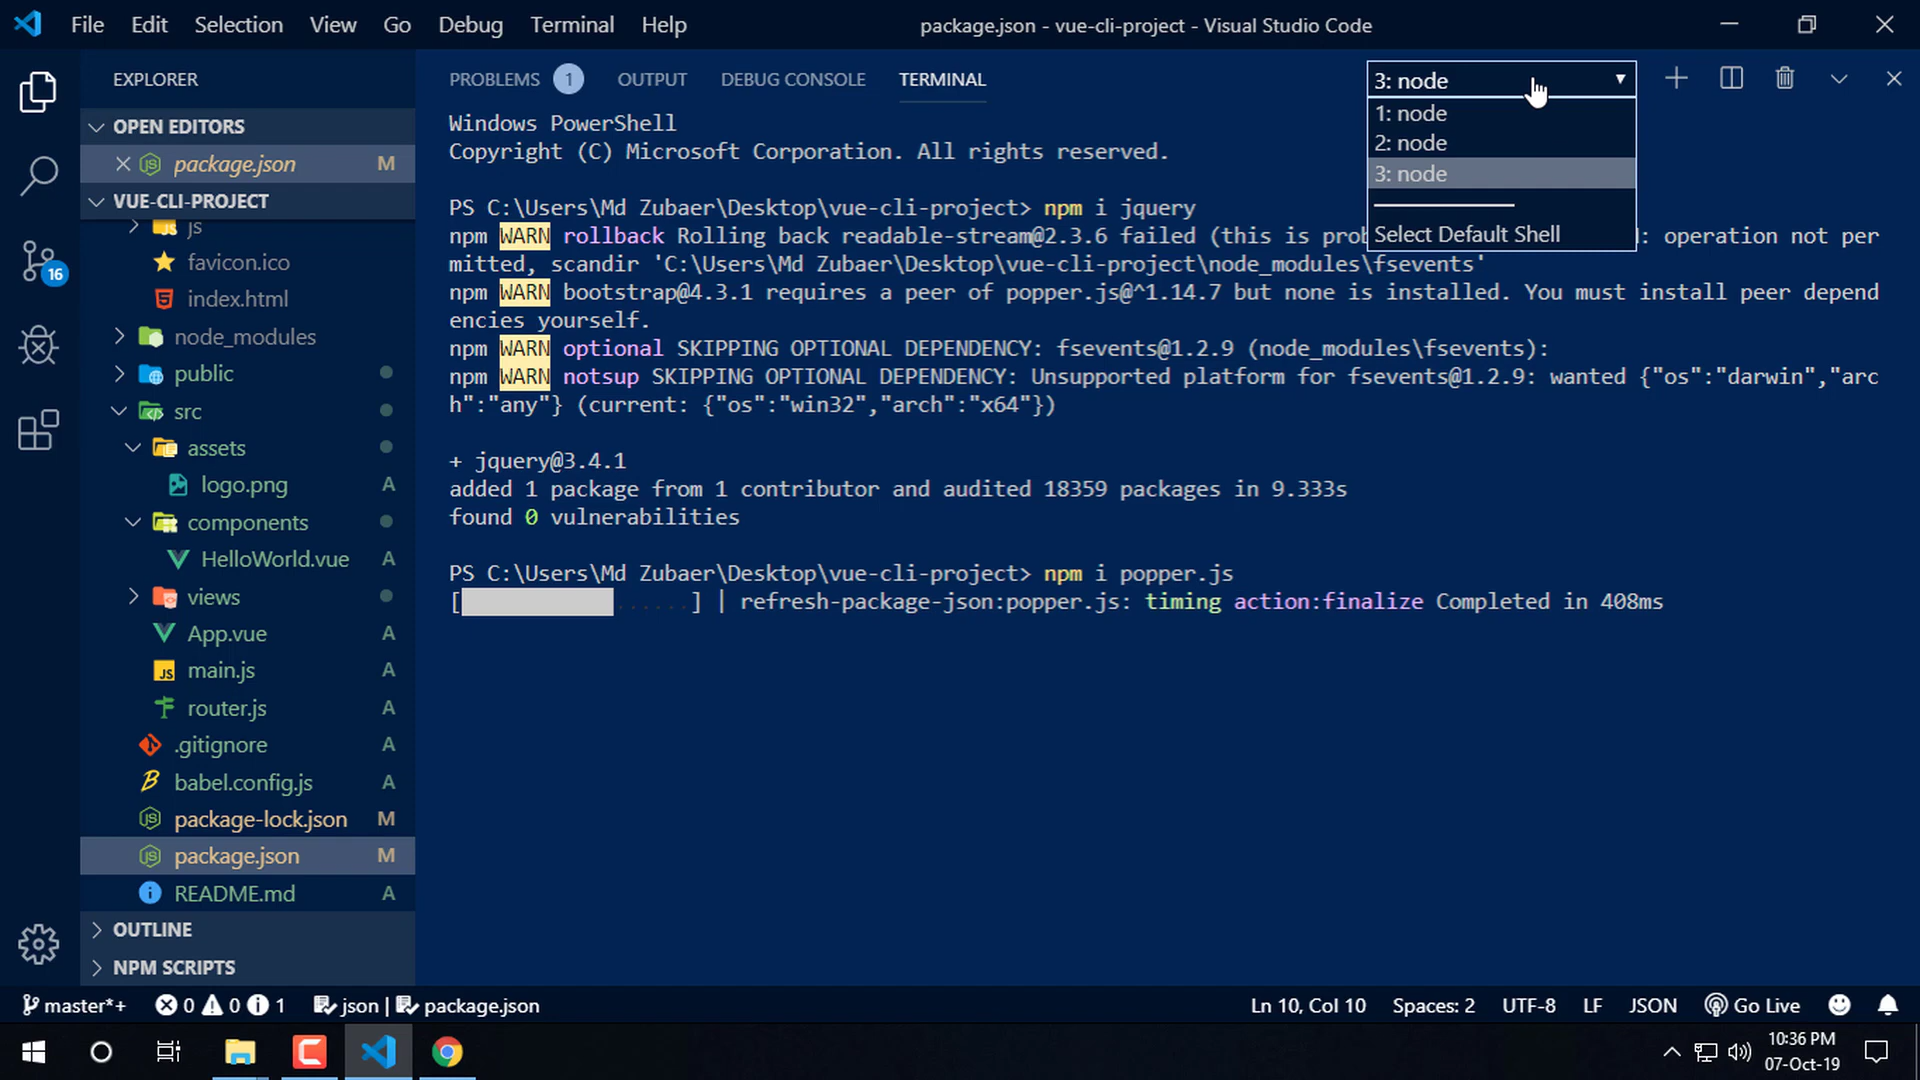 File Edit Selection View Go Debug Terminal Help
package.json - vue-cli-project - Visual Studio Code
EXPLORER
OPEN EDITORS
package.json M
VUE-CLI-PROJECT
js
favicon.ico
index.html
node_modules
public
src
assets
logo.png A
components
HelloWorld.vue A
views
App.vue A
main.js A
router.js A
.gitignore A
babel.config.js A
package-lock.json M
package.json M
README.md A
OUTLINE
NPM SCRIPTS
16
PROBLEMS 1 OUTPUT DEBUG CONSOLE TERMINAL
3: node
1: node
2: node
3: node
Select Default Shell
Windows PowerShell
Copyright (C) Microsoft Corporation. All rights reserved.
PS C:\Users\Md Zubaer\Desktop\vue-cli-project> npm i jquery
npm WARN rollback Rolling back readable-stream@2.3.6 failed (this is prob : operation not per
mitted, scandir 'C:\Users\Md Zubaer\Desktop\vue-cli-project\node_modules\fsevents'
npm WARN bootstrap@4.3.1 requires a peer of popper.js@^1.14.7 but none is installed. You must install peer depend
encies yourself.
npm WARN optional SKIPPING OPTIONAL DEPENDENCY: fsevents@1.2.9 (node_modules\fsevents):
npm WARN notsup SKIPPING OPTIONAL DEPENDENCY: Unsupported platform for fsevents@1.2.9: wanted {"os":"darwin","arc
h":"any"} (current: {"os":"win32","arch":"x64"})
+ jquery@3.4.1
added 1 package from 1 contributor and audited 18359 packages in 9.333s
found 0 vulnerabilities
PS C:\Users\Md Zubaer\Desktop\vue-cli-project> npm i popper.js
[ ......] | refresh-package-json:popper.js: timing action:finalize Completed in 408ms
master*+ 0 0 1 json | package.json
Ln 10, Col 10 Spaces: 2 UTF-8 LF JSON Go Live
10:36 PM
07-Oct-19